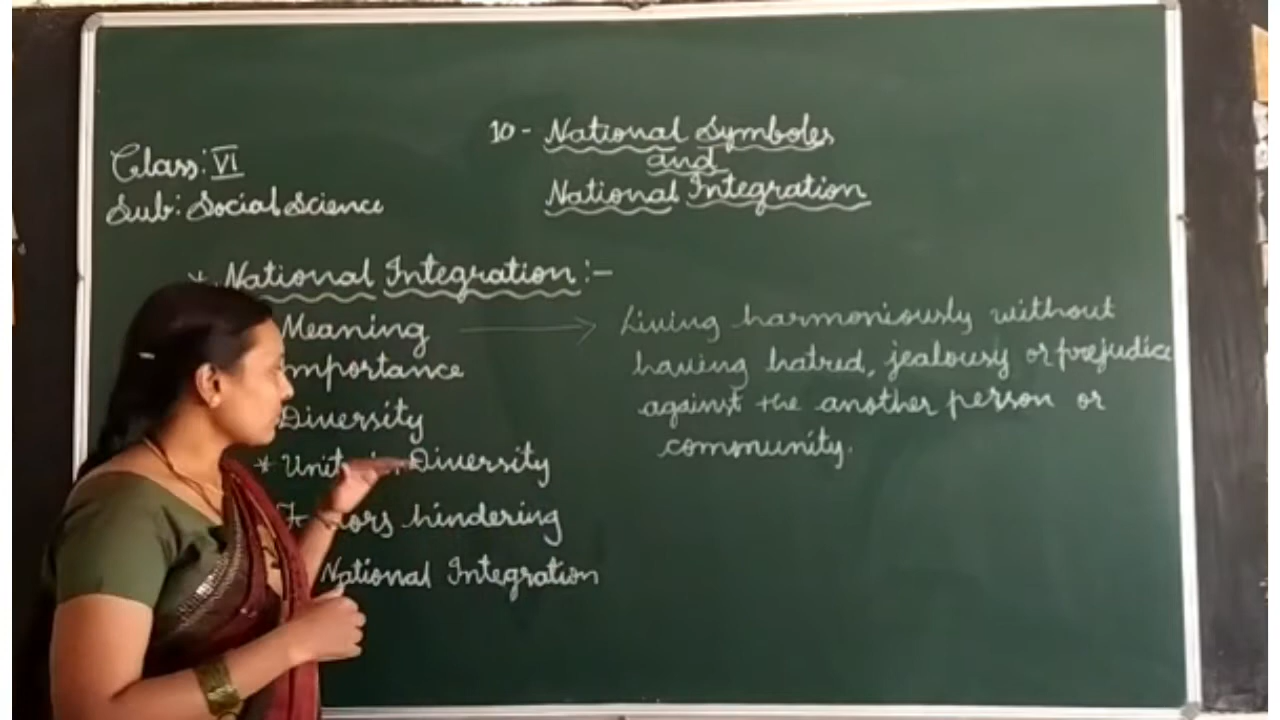 10 - National Symboles
and
National Integration
Class: VI
Sub: Social Science
* National Integration :-
Meaning
mportance
Diversity
* Unit in Diversity
hindering
National Integration
Living harmoniously without
having hatred, jealousy or prejudice
against the another person or
community.